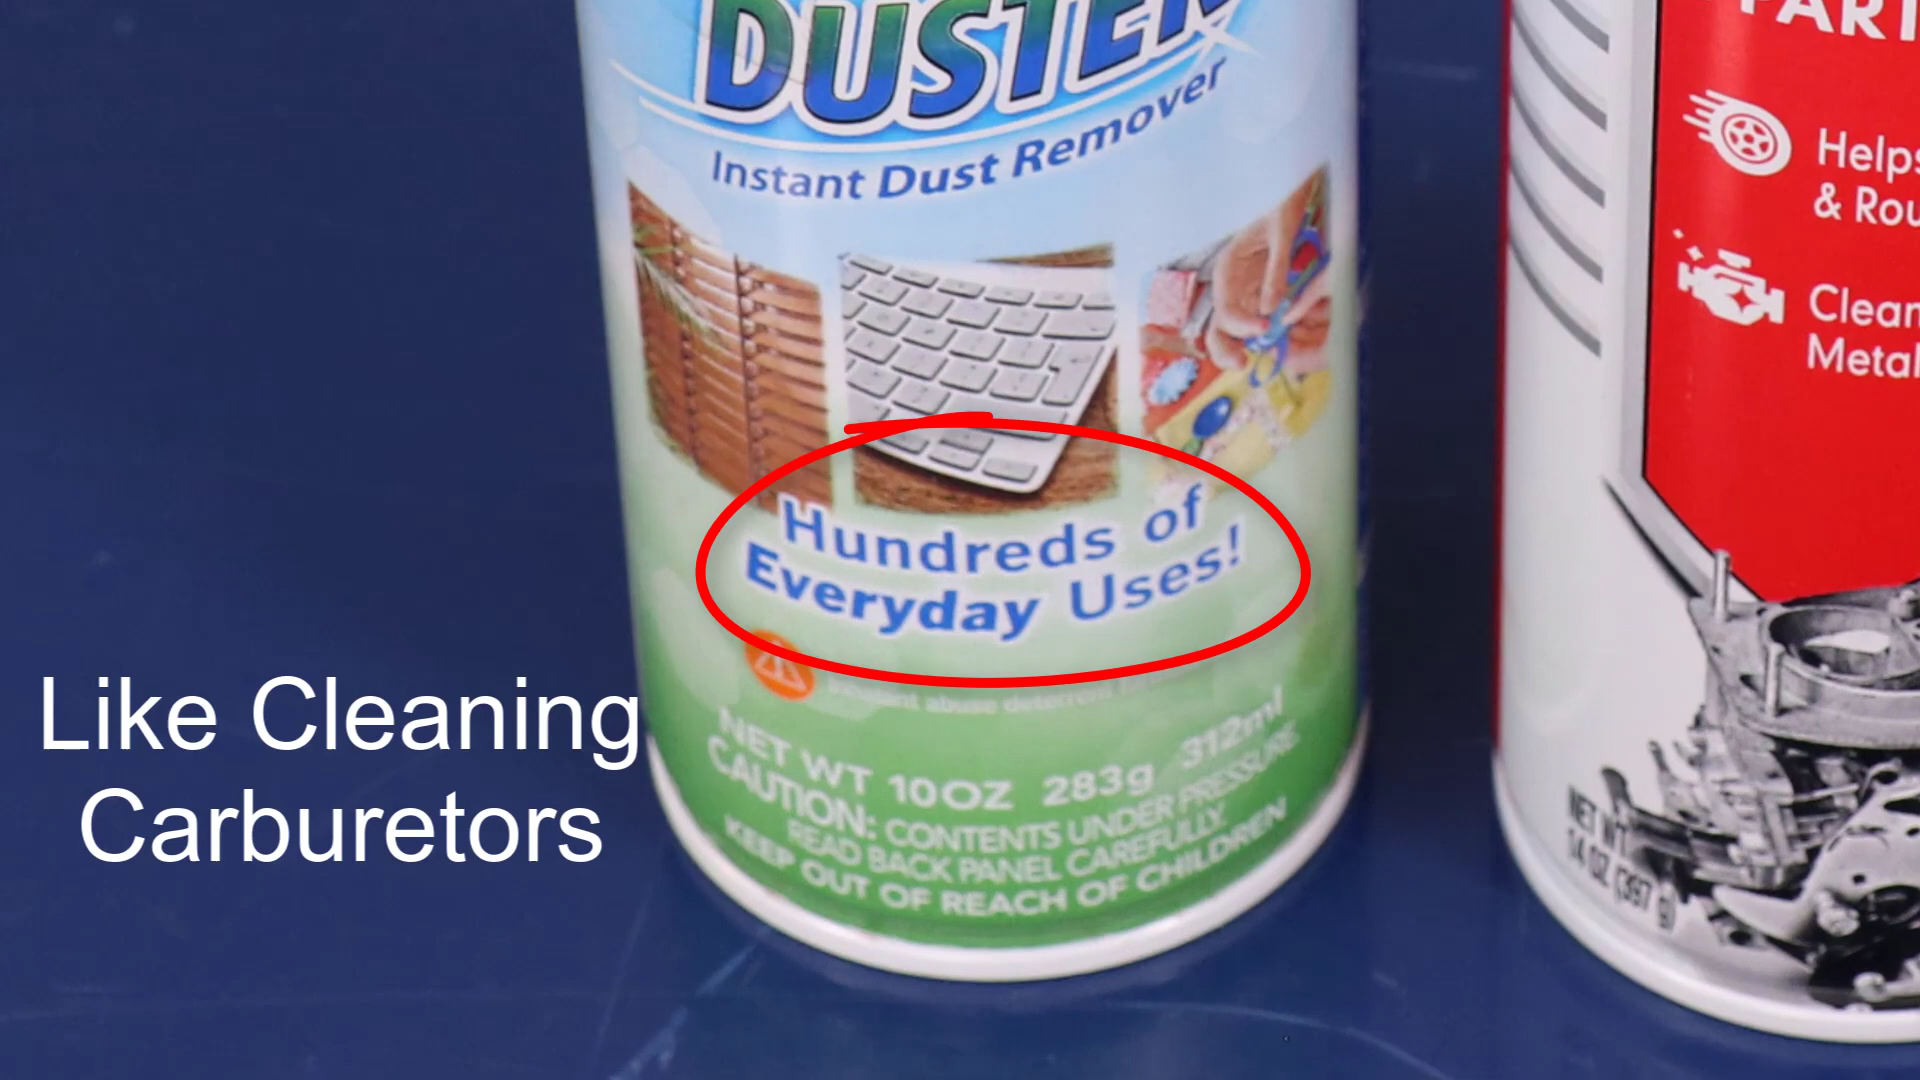 DUSTER
Instant Dust Remover
Hundreds of
Everyday Uses!
NET WT 10OZ 283g 312ml
CAUTION: CONTENTS UNDER PRESSURE
READ BACK PANEL CAREFULLY.
KEEP OUT OF REACH OF CHILDREN
Like Cleaning
Carburetors
PART
Helps
& Rou
Clean
Metal
NET WT
14 OZ (397 g)